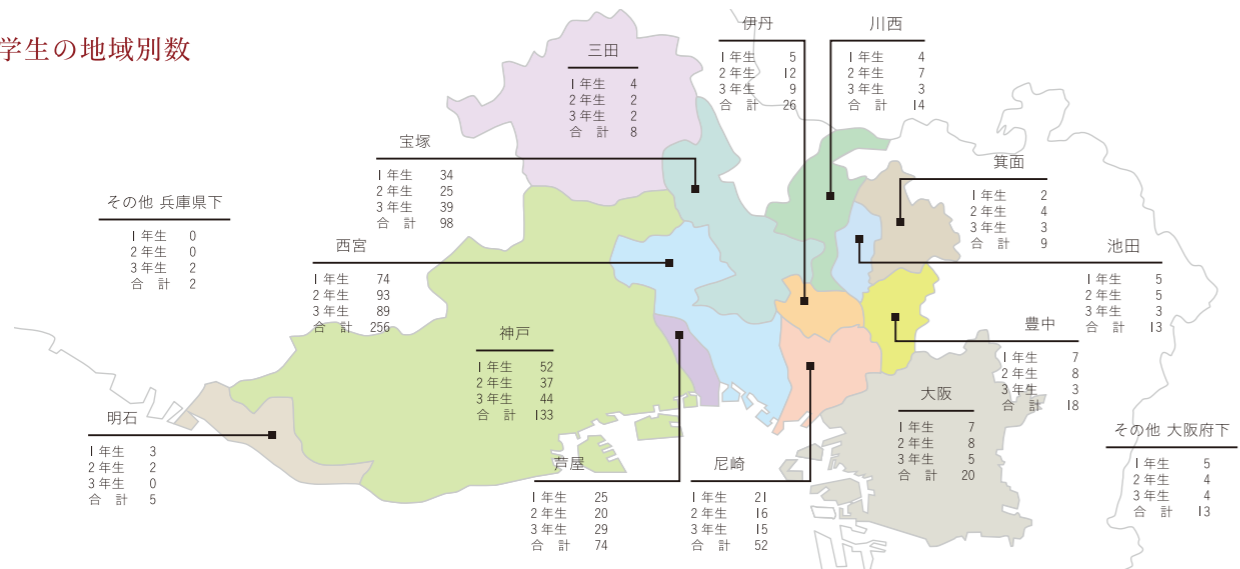 学生の地域別数
三田
1年生 4
2年生 2
3年生 2
合計 8
伊丹
1年生 5
2年生 12
3年生 9
合計 26
川西
1年生 4
2年生 7
3年生 3
合計 14
宝塚
1年生 34
2年生 25
3年生 39
合計 98
箕面
1年生 2
2年生 4
3年生 3
合計 9
その他 兵庫県下
1年生 0
2年生 0
3年生 2
合計 2
西宮
1年生 74
2年生 93
3年生 89
合計 256
池田
1年生 5
2年生 5
3年生 3
合計 13
神戸
1年生 52
2年生 37
3年生 44
合計 133
豊中
1年生 7
2年生 8
3年生 3
合計 18
大阪
1年生 7
2年生 8
3年生 5
合計 20
明石
1年生 3
2年生 2
3年生 0
合計 5
その他 大阪府下
1年生 5
2年生 4
3年生 4
合計 13
芦屋
1年生 25
2年生 20
3年生 29
合計 74
尼崎
1年生 21
2年生 16
3年生 15
合計 52